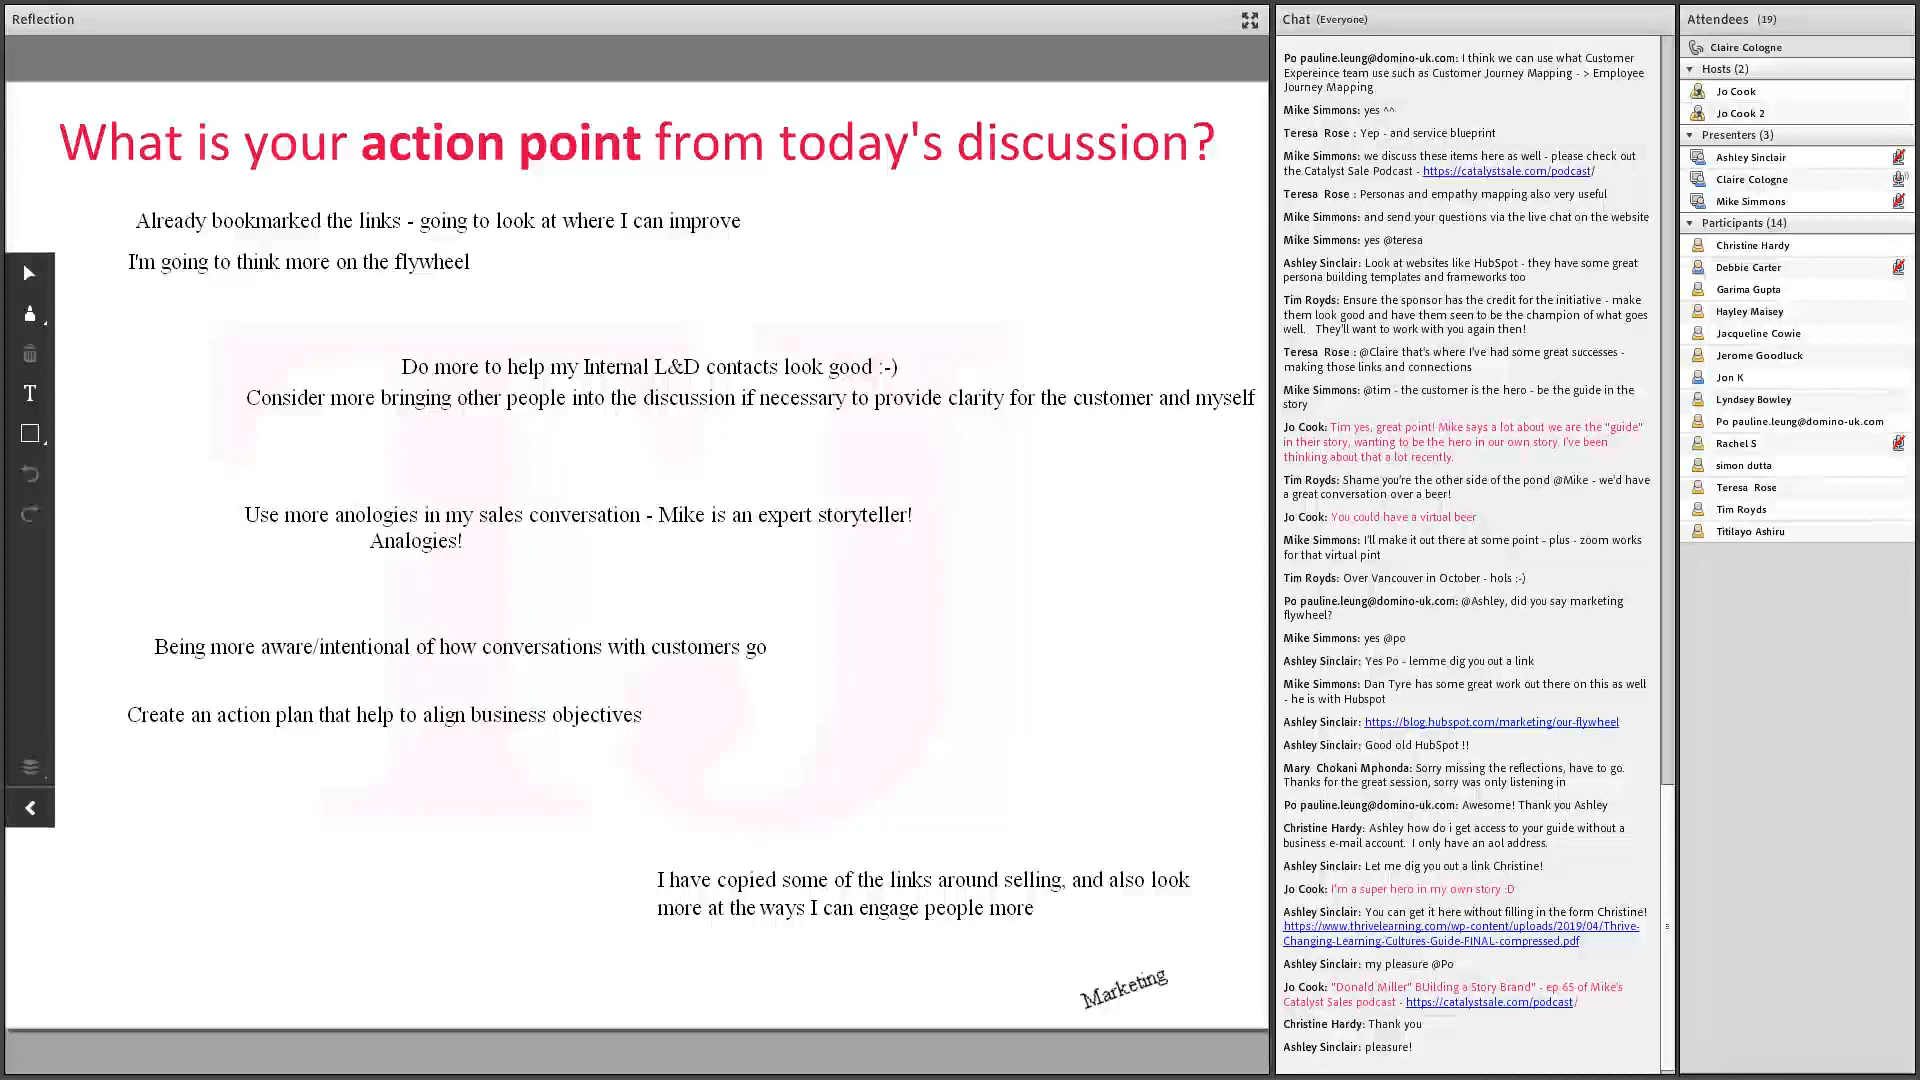 Reflection
What is your action point from today's discussion?
Already bookmarked the links - going to look at where I can improve
I'm going to think more on the flywheel
Do more to help my Internal L&D contacts look good :-)
Consider more bringing other people into the discussion if necessary to provide clarity for the customer and myself
Use more anologies in my sales conversation - Mike is an expert storyteller!
Analogies!
Being more aware/intentional of how conversations with customers go
Create an action plan that help to align business objectives
I have copied some of the links around selling, and also look
more at the ways I can engage people more
Marketing
T
TJ
Chat (Everyone)
Po pauline.leung@domino-uk.com: I think we can use what Customer
Expereince team use such as Customer Journey Mapping - > Employee
Journey Mapping
Mike Simmons: yes ^^
Teresa Rose : Yep - and service blueprint
Mike Simmons: we discuss these items here as well - please check out
the Catalyst Sale Podcast - https://catalystsale.com/podcast/
Teresa Rose : Personas and empathy mapping also very useful
Mike Simmons: and send your questions via the live chat on the website
Mike Simmons: yes @teresa
Ashley Sinclair: Look at websites like HubSpot - they have some great
persona building templates and frameworks too
Tim Royds: Ensure the sponsor has the credit for the initiative - make
them look good and have them seen to be the champion of what goes
well. They'll want to work with you again then!
Teresa Rose : @Claire that's where I've had some great successes -
making those links and connections
Mike Simmons: @tim - the customer is the hero - be the guide in the
story
Jo Cook: Tim yes, great point! Mike says a lot about we are the "guide"
in their story, wanting to be the hero in our own story. I've been
thinking about that a lot recently.
Tim Royds: Shame you're the other side of the pond @Mike - we'd have
a great conversation over a beer!
Jo Cook: You could have a virtual beer
Mike Simmons: I'll make it out there at some point - plus - zoom works
for that virtual pint
Tim Royds: Over Vancouver in October - hols :-)
Po pauline.leung@domino-uk.com: @Ashley, did you say marketing
flywheel?
Mike Simmons: yes @po
Ashley Sinclair: Yes Po - lemme dig you out a link
Mike Simmons: Dan Tyre has some great work out there on this as well
- he is with Hubspot
Ashley Sinclair: https://blog.hubspot.com/marketing/our-flywheel
Ashley Sinclair: Good old HubSpot !!
Mary Chokani Mphonda: Sorry missing the reflections, have to go.
Thanks for the great session, sorry was only listening in
Po pauline.leung@domino-uk.com: Awesome! Thank you Ashley
Christine Hardy: Ashley how do i get access to your guide without a
business e-mail account. I only have an aol address.
Ashley Sinclair: Let me dig you out a link Christine!
Jo Cook: I'm a super hero in my own story :D
Ashley Sinclair: You can get it here without filling in the form Christine!
https://www.thrivelearning.com/wp-content/uploads/2019/04/Thrive-
Changing-Learning-Cultures-Guide-FINAL-compressed.pdf
Ashley Sinclair: my pleasure @Po
Jo Cook: "Donald Miller" BUilding a Story Brand" - ep 65 of Mike's
Catalyst Sales podcast - https://catalystsale.com/podcast/
Christine Hardy: Thank you
Ashley Sinclair: pleasure!
Attendees (19)
Claire Cologne
Hosts (2)
Jo Cook
Jo Cook 2
Presenters (3)
Ashley Sinclair
Claire Cologne
Mike Simmons
Participants (14)
Christine Hardy
Debbie Carter
Garima Gupta
Hayley Maisey
Jacqueline Cowie
Jerome Goodluck
Jon K
Lyndsey Bowley
Po pauline.leung@domino-uk.com
Rachel S
simon dutta
Teresa Rose
Tim Royds
Titilayo Ashiru